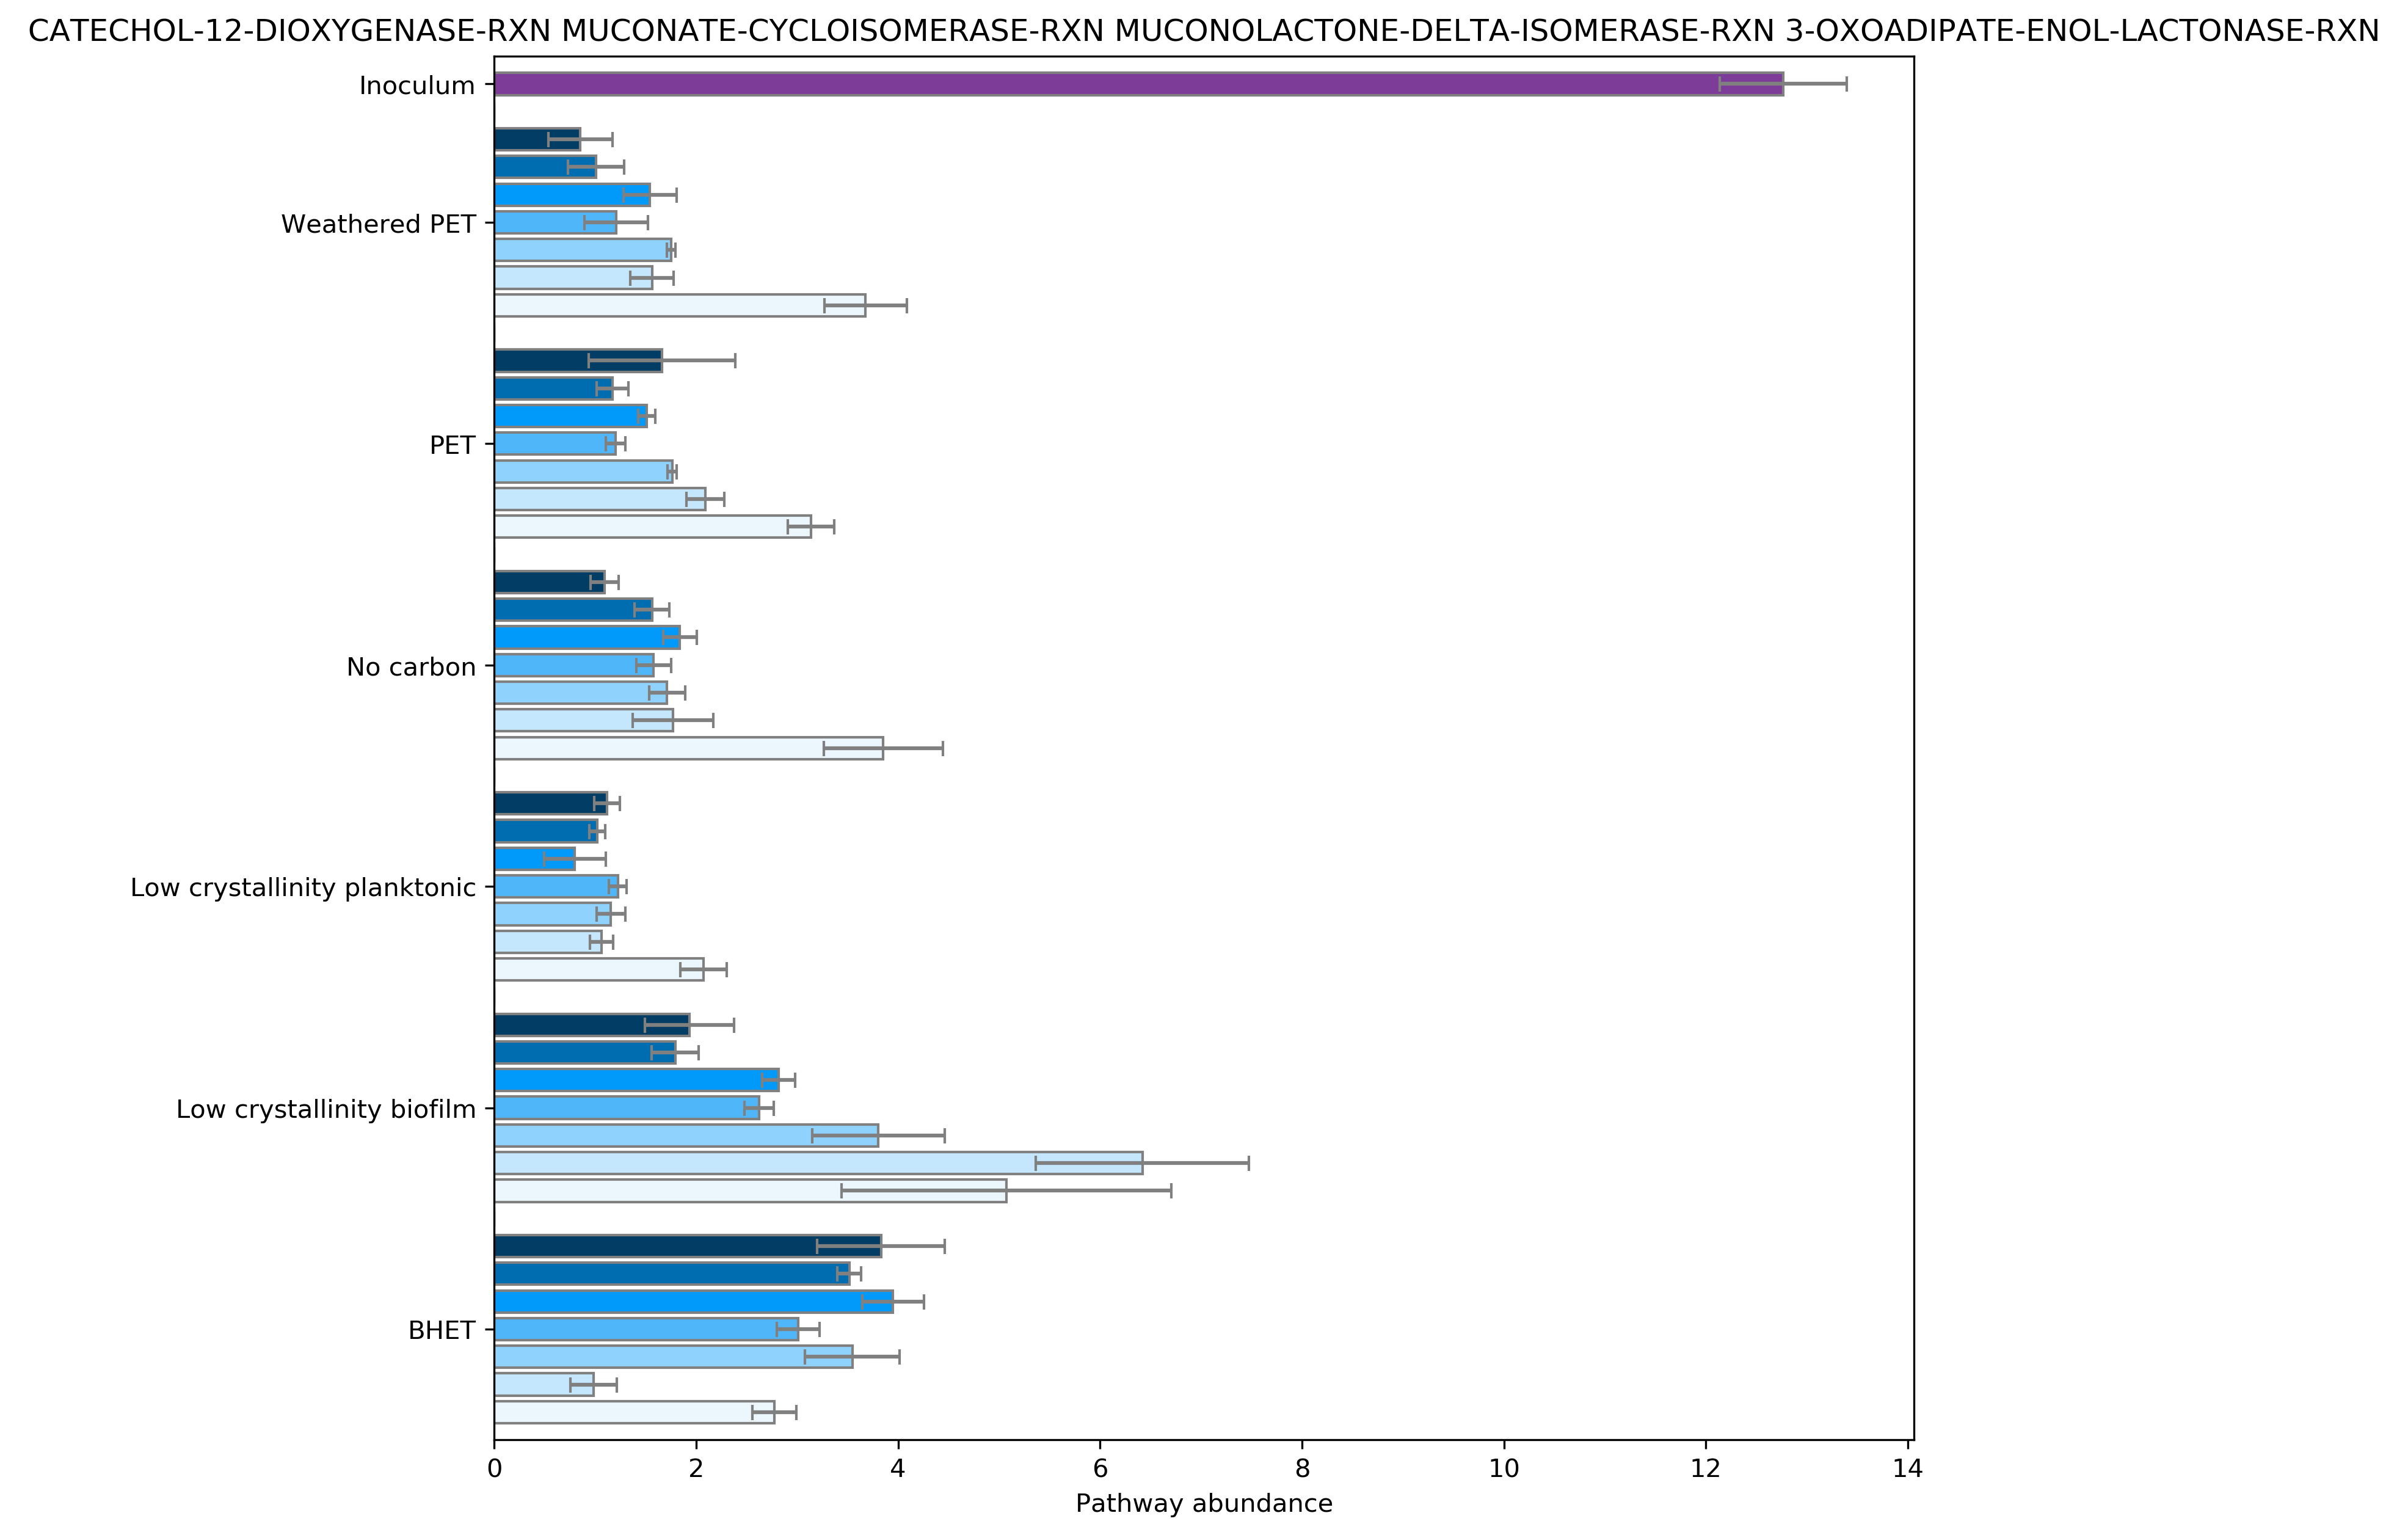 CATECHOL-12-DIOXYGENASE-RXN MUCONATE-CYCLOISOMERASE-RXN MUCONOLACTONE-DELTA-ISOMERASE-RXN 3-OXOADIPATE-ENOL-LACTONASE-RXN
Inoculum
Weathered PET
PET
No carbon
Low crystallinity planktonic
Low crystallinity biofilm
BHET
0 2 4 6 8 10 12 14
Pathway abundance